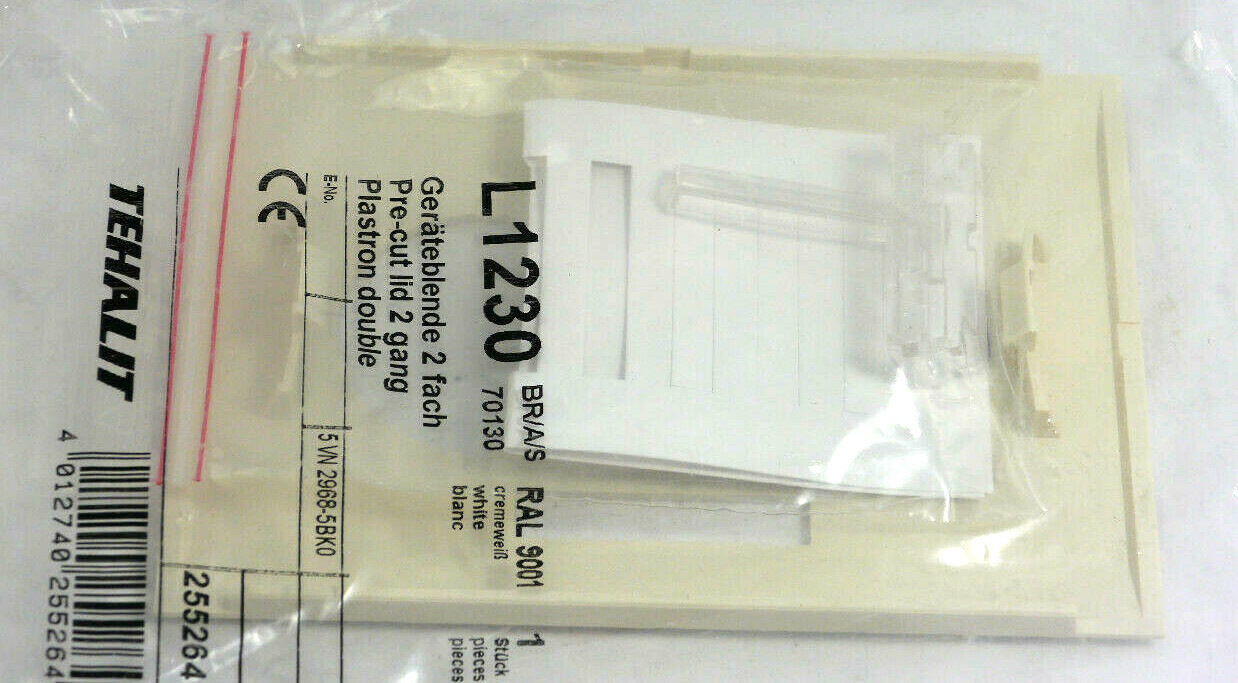 L1230 BR/A/S RAL 9001 1
70130 cremeweiß Stück
white pieces
blanc pieces
Geräteblende 2 fach
Pre-cut lid 2 gang
Plastron double
E-No. 5 VN 2968-5BK0
CE
255264
TEHALIT
4 012740 255264